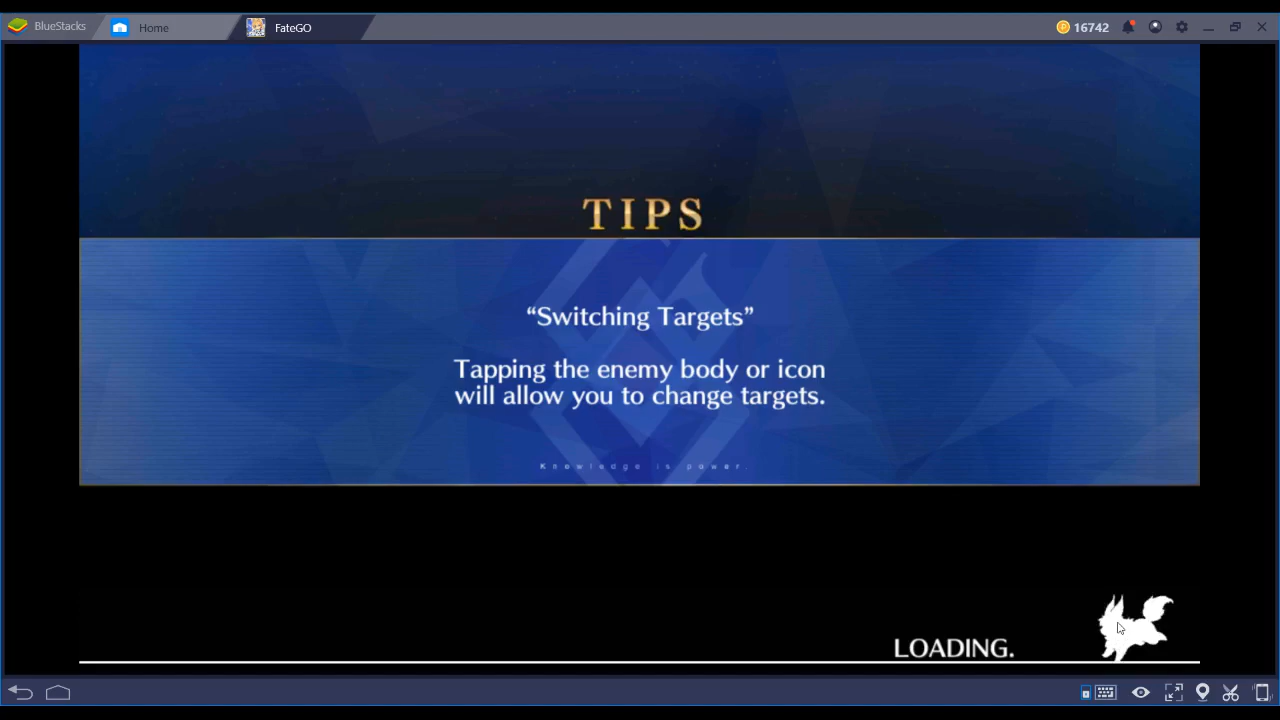 BlueStacks
Home
FateGO
16742
TIPS
“Switching Targets”
Tapping the enemy body or icon
will allow you to change targets.
Knowledge is power.
LOADING.